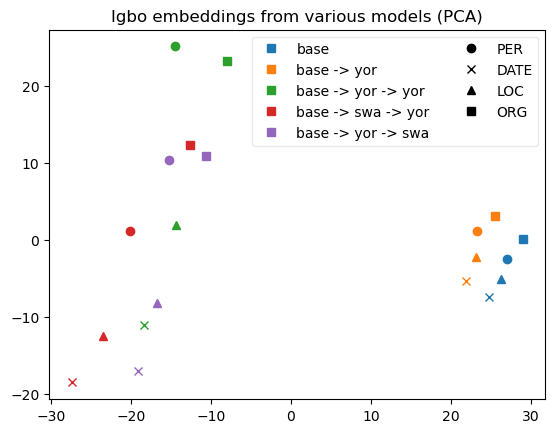 Igbo embeddings from various models (PCA)
base
base -> yor
base -> yor -> yor
base -> swa -> yor
base -> yor -> swa
PER
DATE
LOC
ORG
20
10
0
−10
−20
−30 −20 −10 0 10 20 30